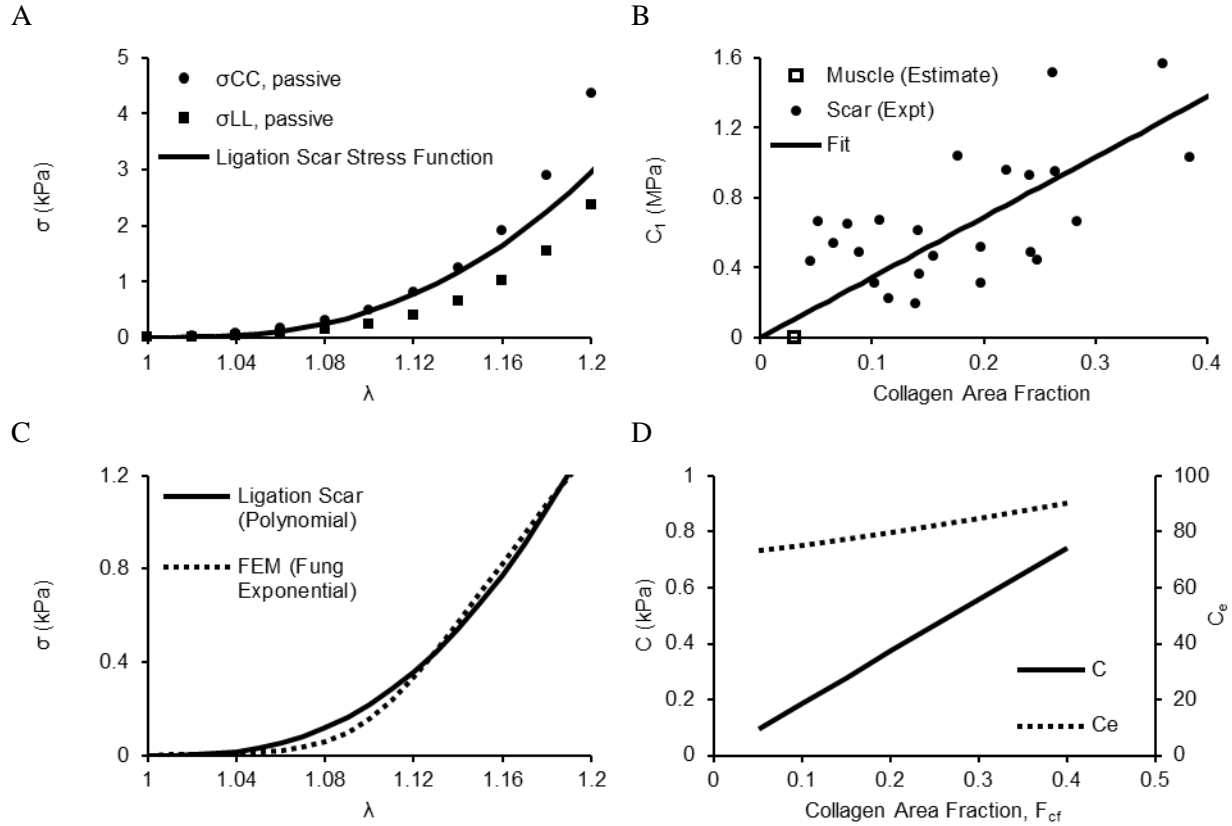 A
σ (kPa)
5
4
3
2
1
0
σCC, passive
σLL, passive
Ligation Scar Stress Function
1 1.04 1.08 1.12 1.16 1.2
λ
B
C₁ (MPa)
1.6
1.2
0.8
0.4
0
Muscle (Estimate)
Scar (Expt)
Fit
0 0.1 0.2 0.3 0.4
Collagen Area Fraction
C
σ (kPa)
1.2
0.8
0.4
0
Ligation Scar
(Polynomial)
FEM (Fung
Exponential)
1 1.04 1.08 1.12 1.16 1.2
λ
D
C (kPa)
1
0.8
0.6
0.4
0.2
0
C
Ce
100
80
60
40
20
0
Cₑ
0 0.1 0.2 0.3 0.4 0.5
Collagen Area Fraction, F_cf